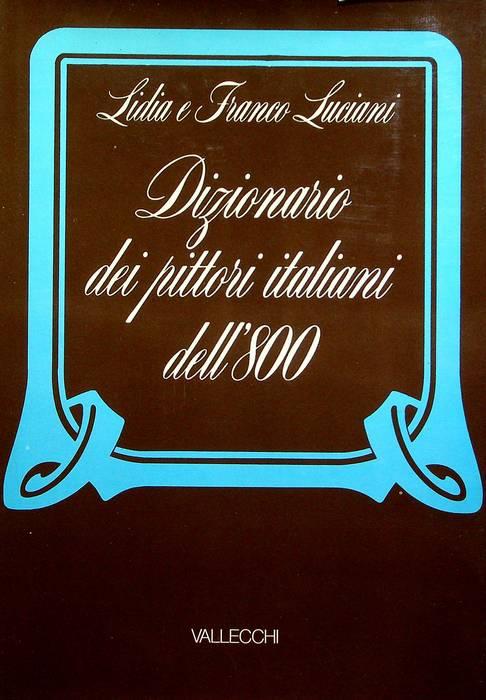 Lidia e Franco Luciani
Dizionario
dei pittori italiani
dell'800
VALLECCHI